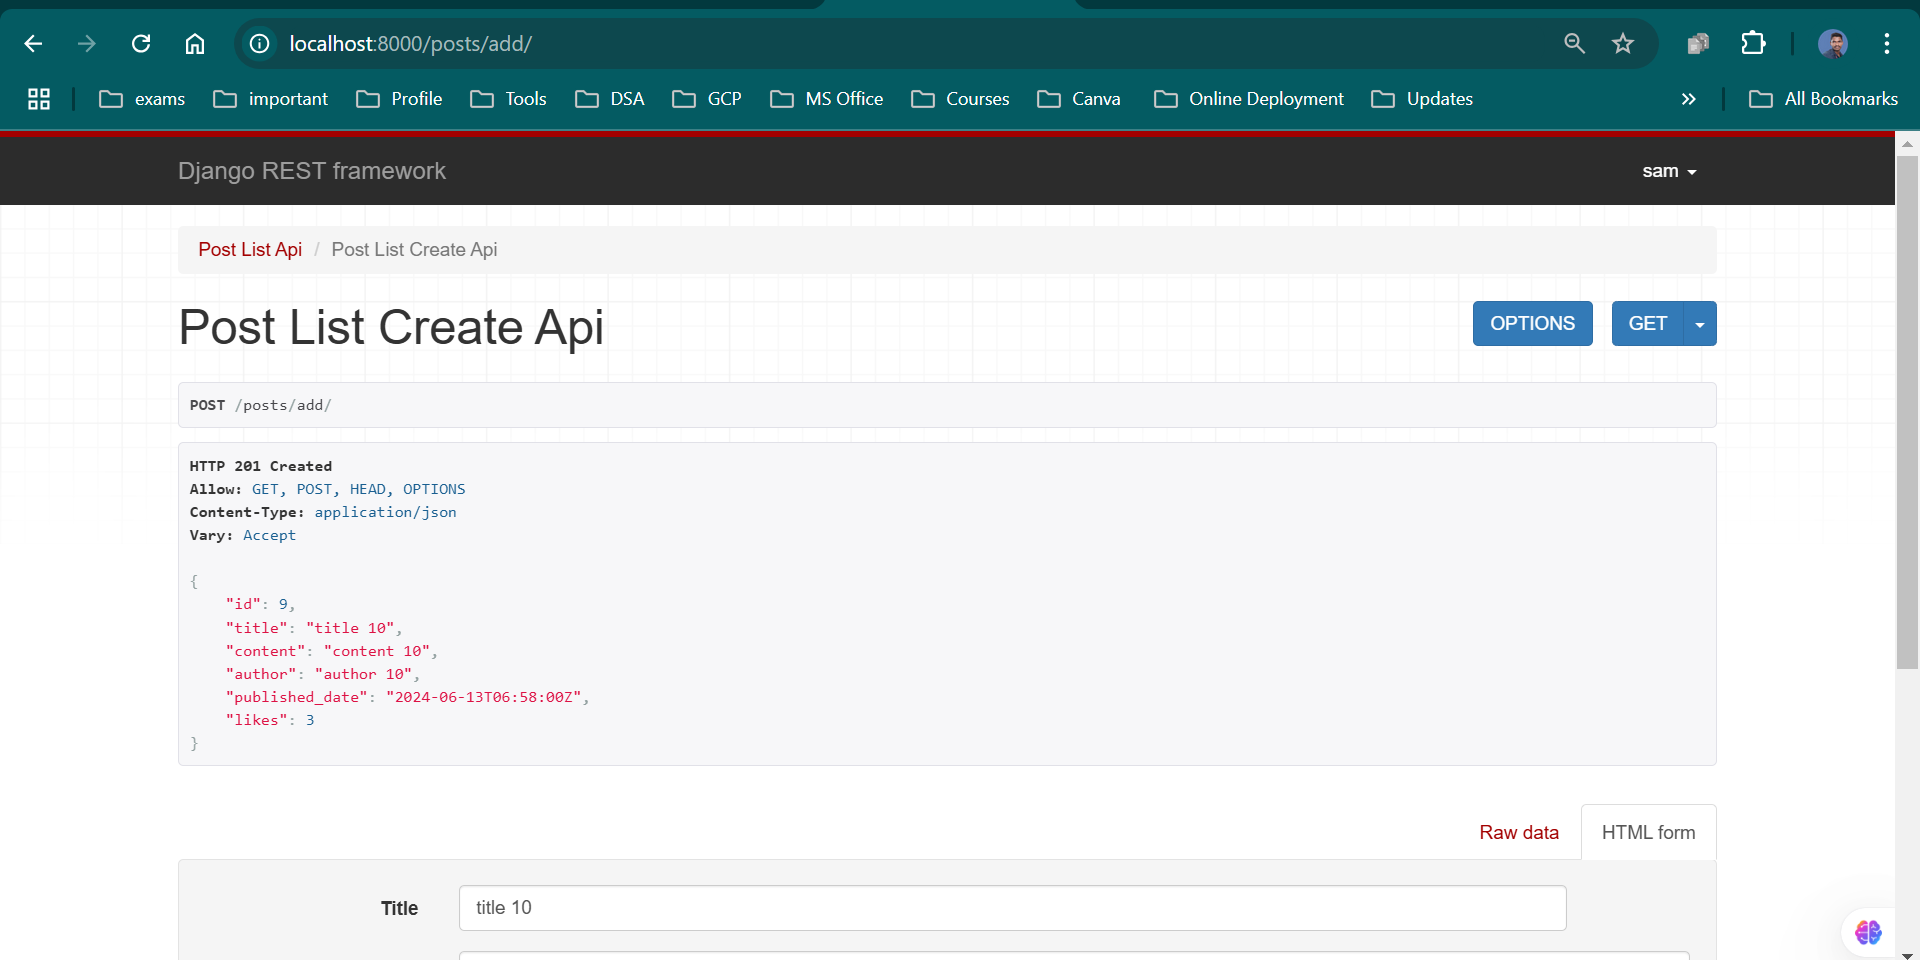 localhost:8000/posts/add/
exams important Profile Tools DSA GCP MS Office Courses Canva Online Deployment Updates » All Bookmarks
Django REST framework sam
Post List Api / Post List Create Api
Post List Create Api OPTIONS GET
POST /posts/add/
HTTP 201 Created
Allow: GET, POST, HEAD, OPTIONS
Content-Type: application/json
Vary: Accept
{
    "id": 9,
    "title": "title 10",
    "content": "content 10",
    "author": "author 10",
    "published_date": "2024-06-13T06:58:00Z",
    "likes": 3
}
Raw data HTML form
Title title 10